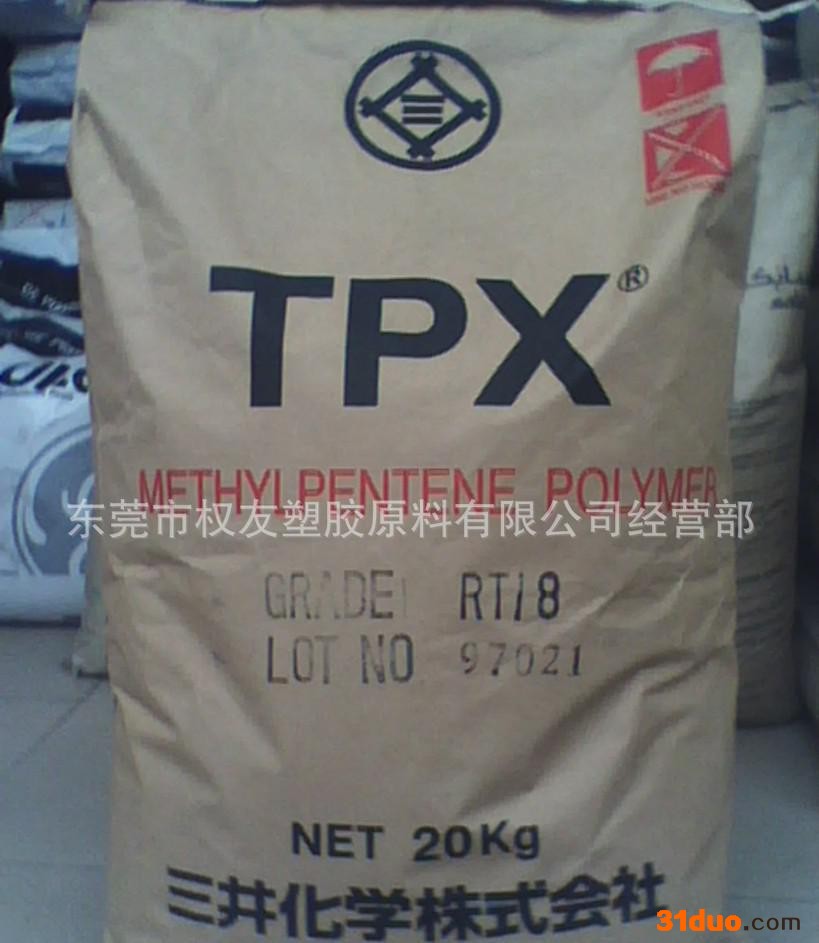 TPX®
METHYLPENTENE POLYMER
东莞市权友塑胶原料有限公司经营部
GRADE RT18
LOT NO 97021
NET 20Kg
三井化学株式会社
31duo.com